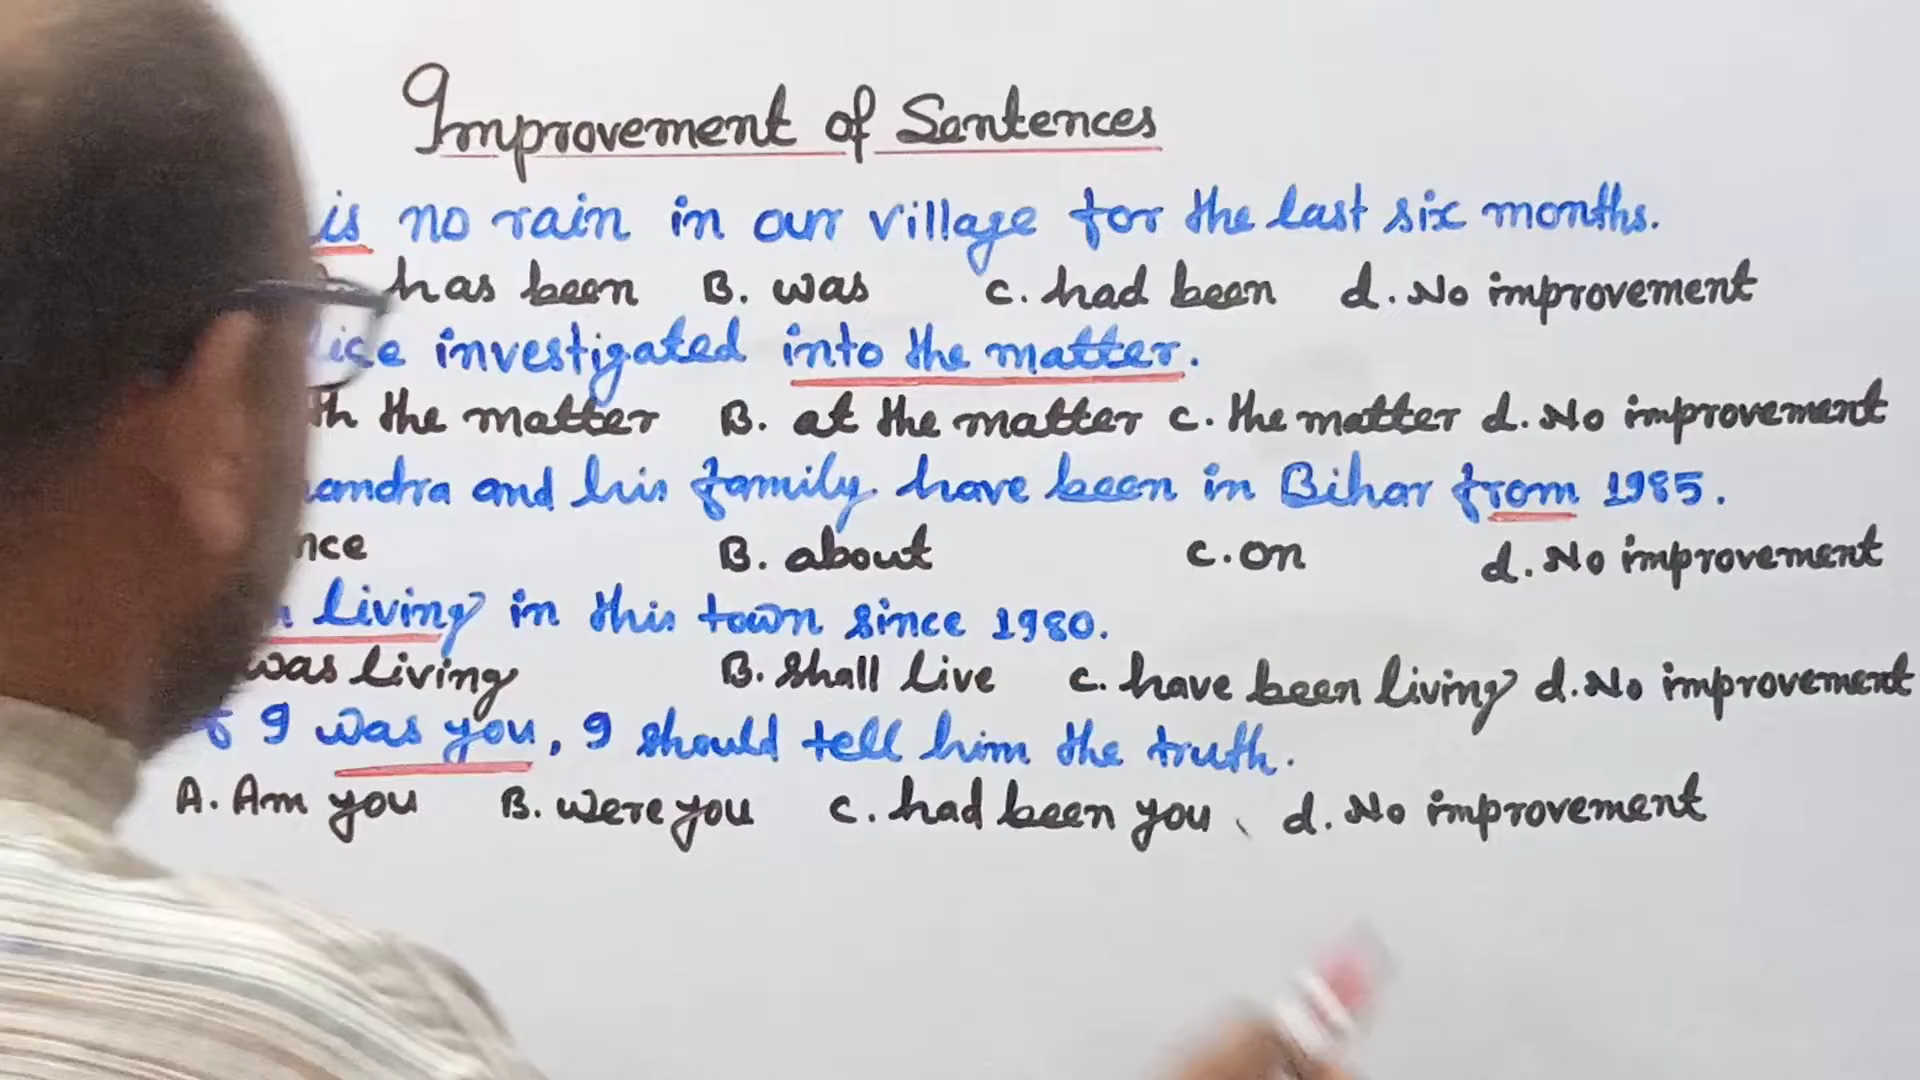 Improvement of Sentences
is no rain in our village for the last six months.
has been B. was C. had been d. No improvement
investigated into the matter.
the matter B. at the matter C. the matter d. No improvement
and his family have been in Bihar from 1985.
B. about C. on d. No improvement
living in this town since 1980.
was living B. shall live C. have been living d. No improvement
I was you, I should tell him the truth.
A. Am you B. were you C. had been you d. No improvement